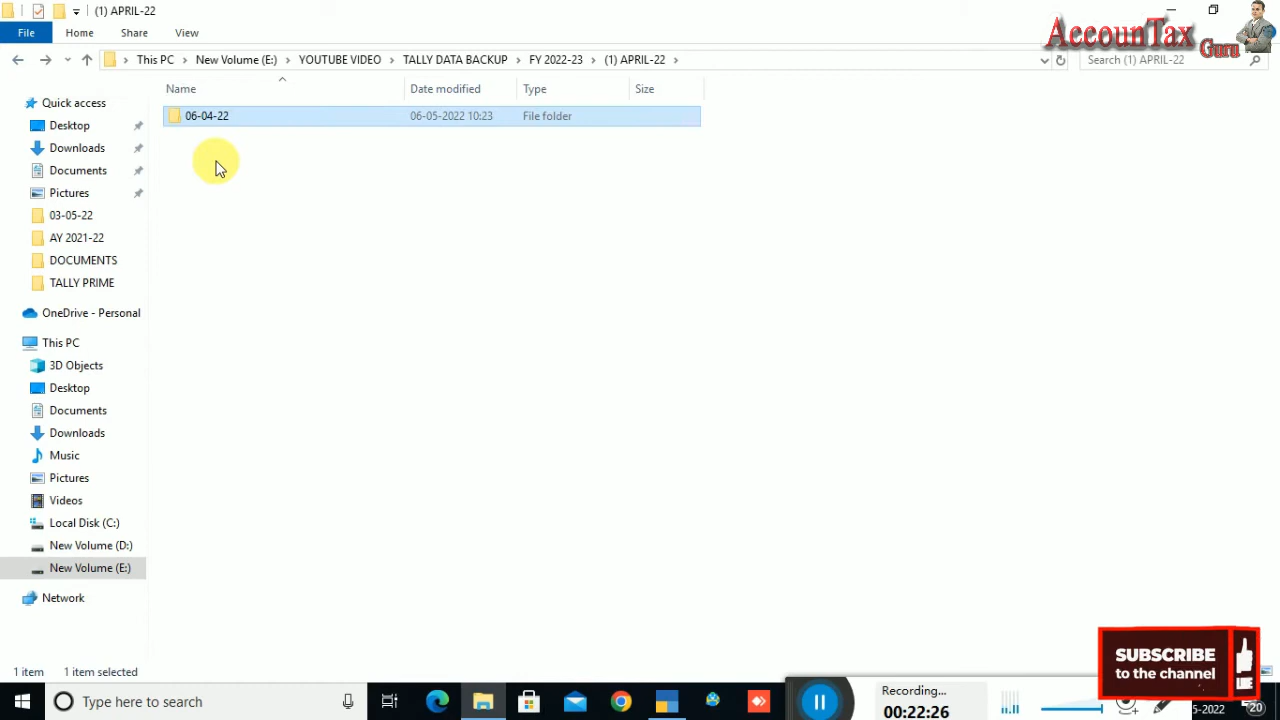 (1) APRIL-22
AccounTax
Guru
File Home Share View
This PC > New Volume (E:) > YOUTUBE VIDEO > TALLY DATA BACKUP > FY 2022-23 > (1) APRIL-22 >
Search (1) APRIL-22
Name Date modified Type Size
06-04-22 06-05-2022 10:23 File folder
Quick access
Desktop
Downloads
Documents
Pictures
03-05-22
AY 2021-22
DOCUMENTS
TALLY PRIME
OneDrive - Personal
This PC
3D Objects
Desktop
Documents
Downloads
Music
Pictures
Videos
Local Disk (C:)
New Volume (D:)
New Volume (E:)
Network
SUBSCRIBE
to the channel
LIKE
1 item 1 item selected
Type here to search
Recording...
00:22:26
5-2022
20